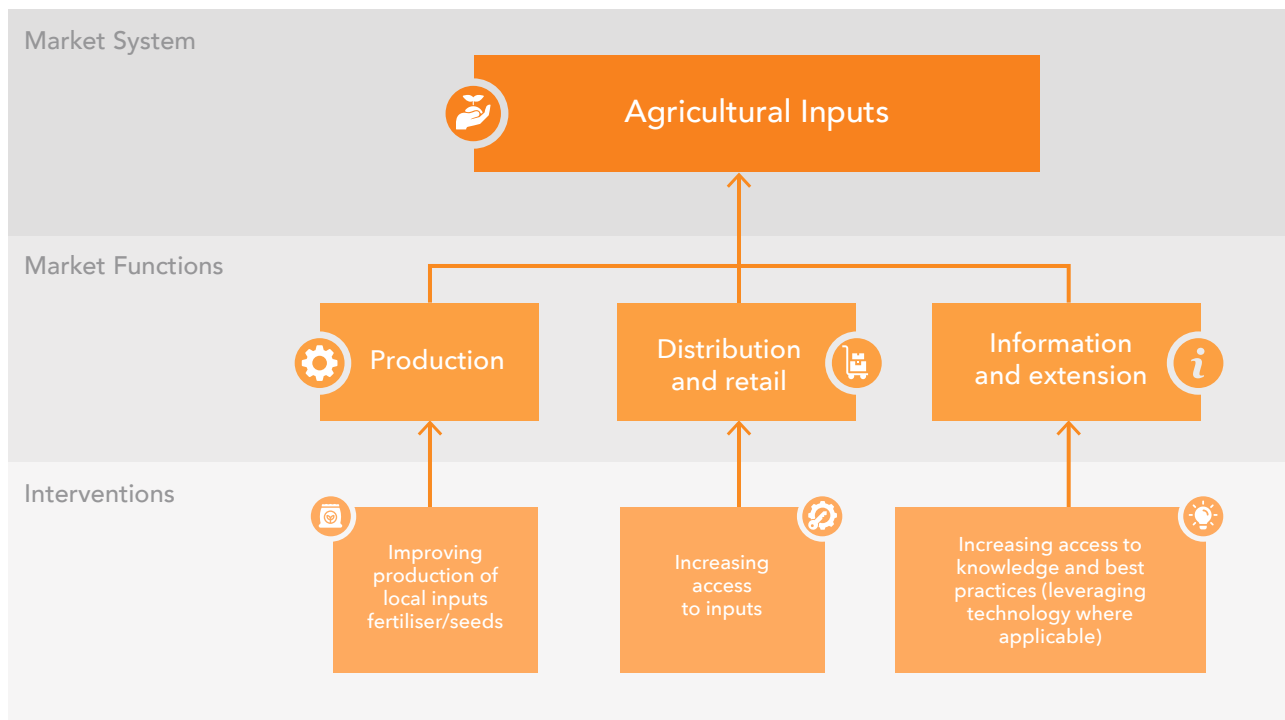 Market System
Agricultural Inputs
Market Functions
Production
Distribution
and retail
Information
and extension
i
Interventions
Improving
production of
local inputs
fertiliser/seeds
Increasing
access
to inputs
Increasing access to
knowledge and best
practices (leveraging
technology where
applicable)